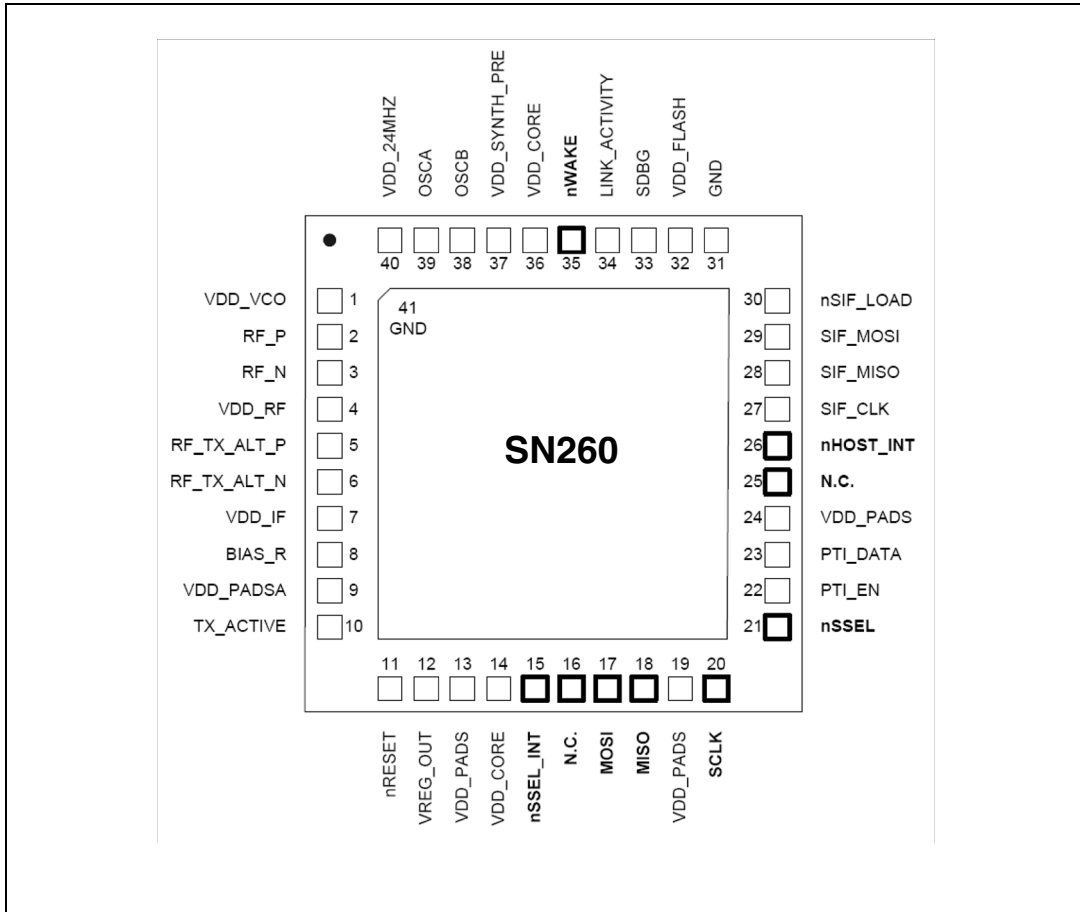 VDD_24MHZ
OSCA
OSCB
VDD_SYNTH_PRE
VDD_CORE
nWAKE
LINK_ACTIVITY
SDBG
VDD_FLASH
GND
40 39 38 37 36 35 34 33 32 31
VDD_VCO 1
RF_P 2
RF_N 3
VDD_RF 4
RF_TX_ALT_P 5
RF_TX_ALT_N 6
VDD_IF 7
BIAS_R 8
VDD_PADSA 9
TX_ACTIVE 10
41
GND
SN260
30 nSIF_LOAD
29 SIF_MOSI
28 SIF_MISO
27 SIF_CLK
26 nHOST_INT
25 N.C.
24 VDD_PADS
23 PTI_DATA
22 PTI_EN
21 nSSEL
11 12 13 14 15 16 17 18 19 20
nRESET
VREG_OUT
VDD_PADS
VDD_CORE
nSSEL_INT
N.C.
MOSI
MISO
VDD_PADS
SCLK